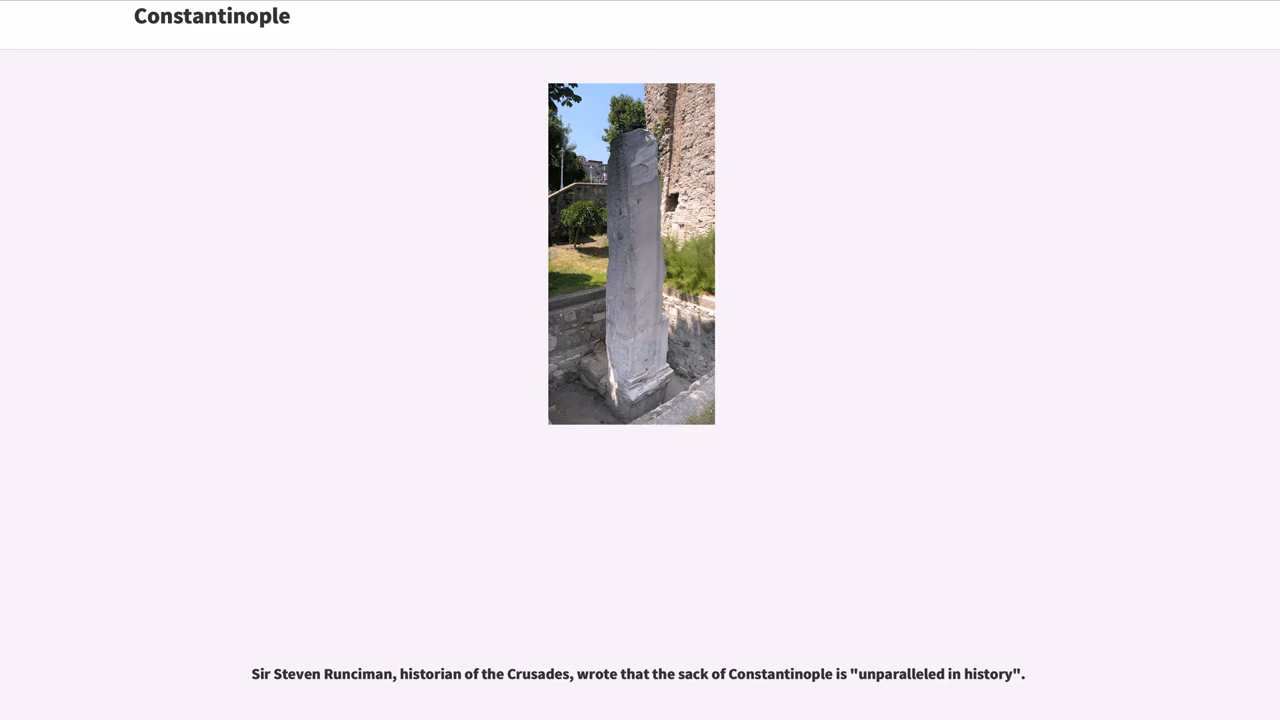 Constantinople
Sir Steven Runciman, historian of the Crusades, wrote that the sack of Constantinople is "unparalleled in history".